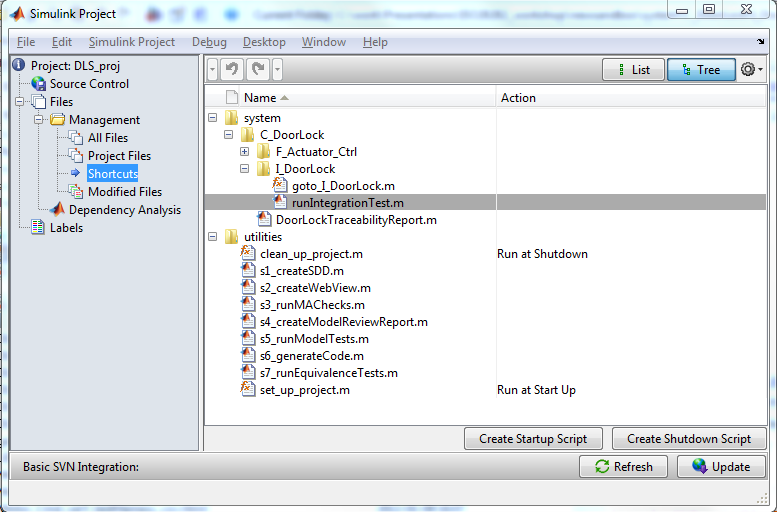 Simulink Project
File Edit Simulink Project Debug Desktop Window Help
Project: DLS_proj
Source Control
Files
Management
All Files
Project Files
Shortcuts
Modified Files
Dependency Analysis
Labels
List Tree
Name Action
system
C_DoorLock
F_Actuator_Ctrl
I_DoorLock
goto_I_DoorLock.m
runIntegrationTest.m
DoorLockTraceabilityReport.m
utilities
clean_up_project.m Run at Shutdown
s1_createSDD.m
s2_createWebView.m
s3_runMAChecks.m
s4_createModelReviewReport.m
s5_runModelTests.m
s6_generateCode.m
s7_runEquivalenceTests.m
set_up_project.m Run at Start Up
Create Startup Script Create Shutdown Script
Basic SVN Integration: Refresh Update